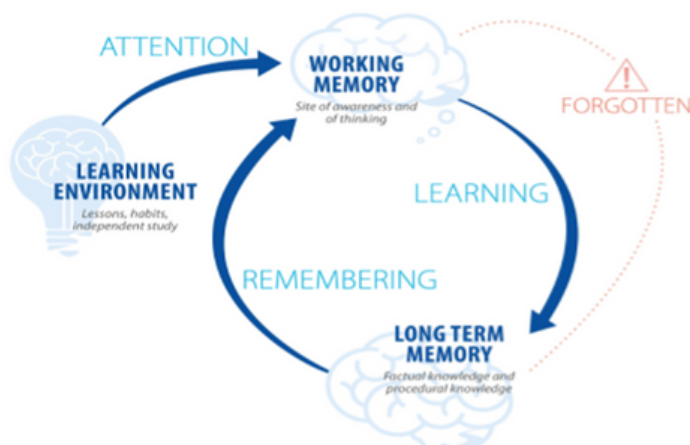 ATTENTION
WORKING
MEMORY
Site of awareness and
of thinking
FORGOTTEN
LEARNING
ENVIRONMENT
Lessons, habits,
independent study
LEARNING
REMEMBERING
LONG TERM
MEMORY
Factual knowledge and
procedural knowledge